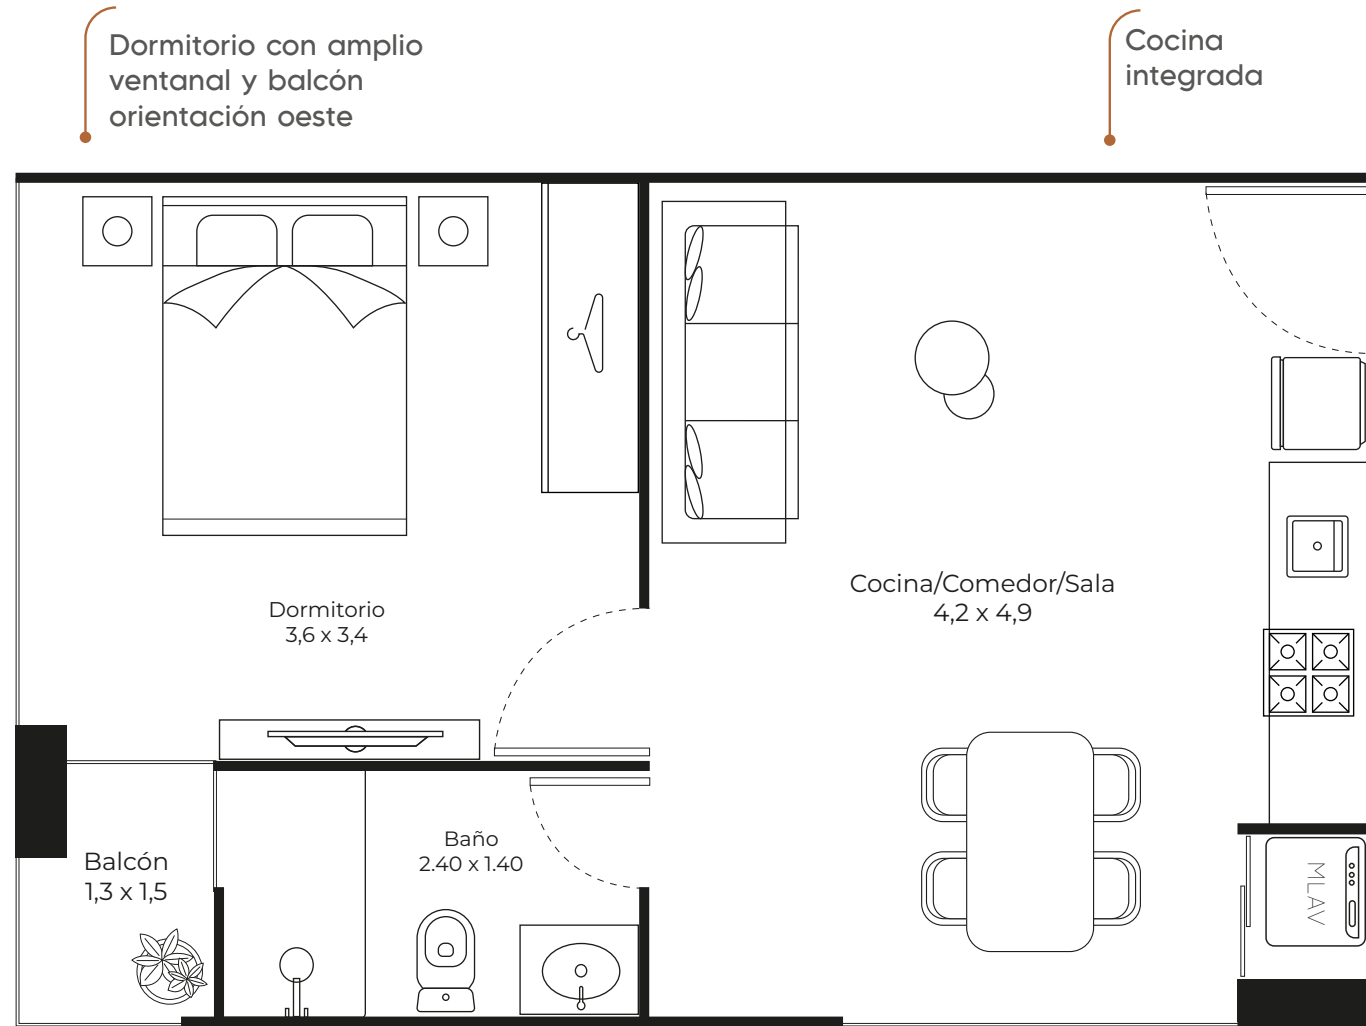 Dormitorio con amplio
ventanal y balcón
orientación oeste
Cocina
integrada
Dormitorio
3,6 x 3,4
Cocina/Comedor/Sala
4,2 x 4,9
Baño
2.40 x 1.40
Balcón
1,3 x 1,5
MLAV